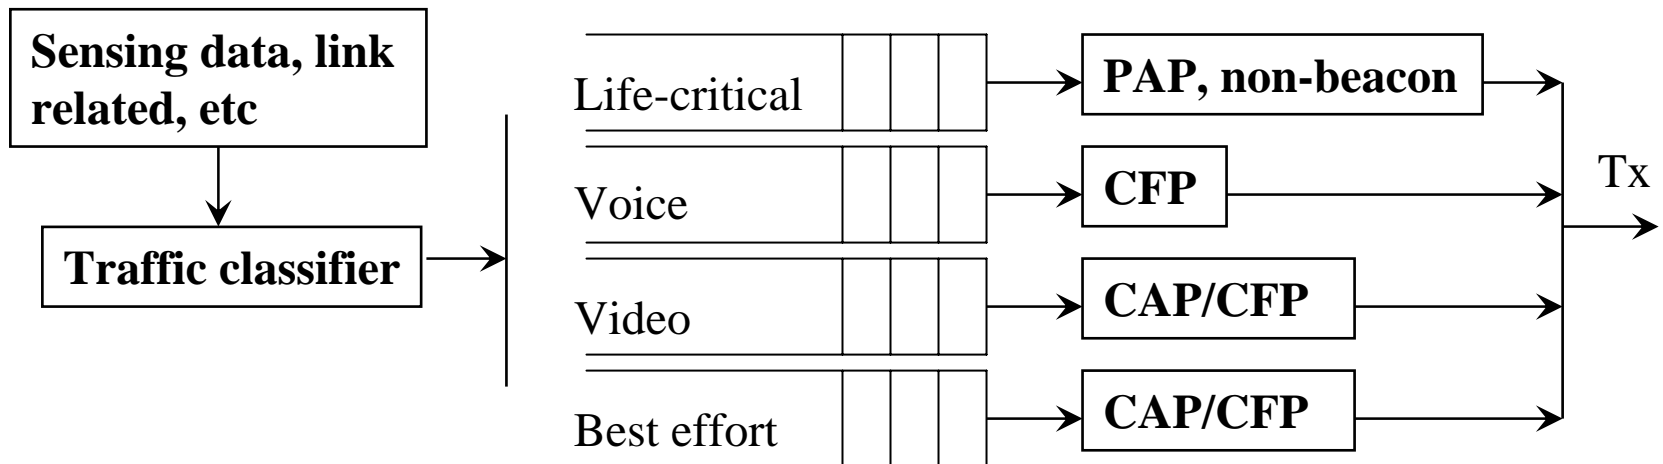 Sensing data, link
related, etc
Traffic classifier
Life-critical
PAP, non-beacon
Voice
CFP
Video
CAP/CFP
Best effort
CAP/CFP
Tx